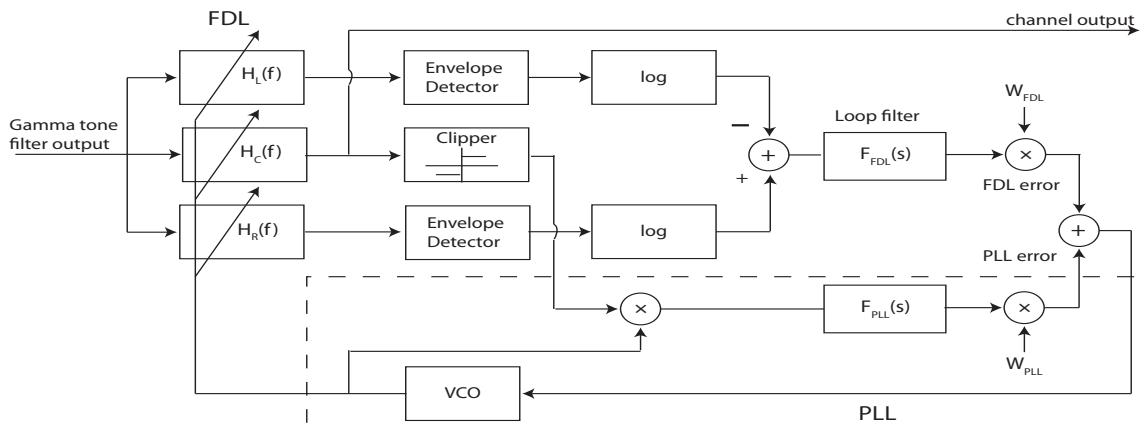 FDL
channel output
H_L(f)
Envelope
Detector
log
W_FDL
Gamma tone
filter output
H_C(f)
Clipper
−
+
+
Loop filter
F_FDL(s)
×
FDL error
H_R(f)
Envelope
Detector
log
+
PLL error
×
F_PLL(s)
×
W_PLL
VCO
PLL